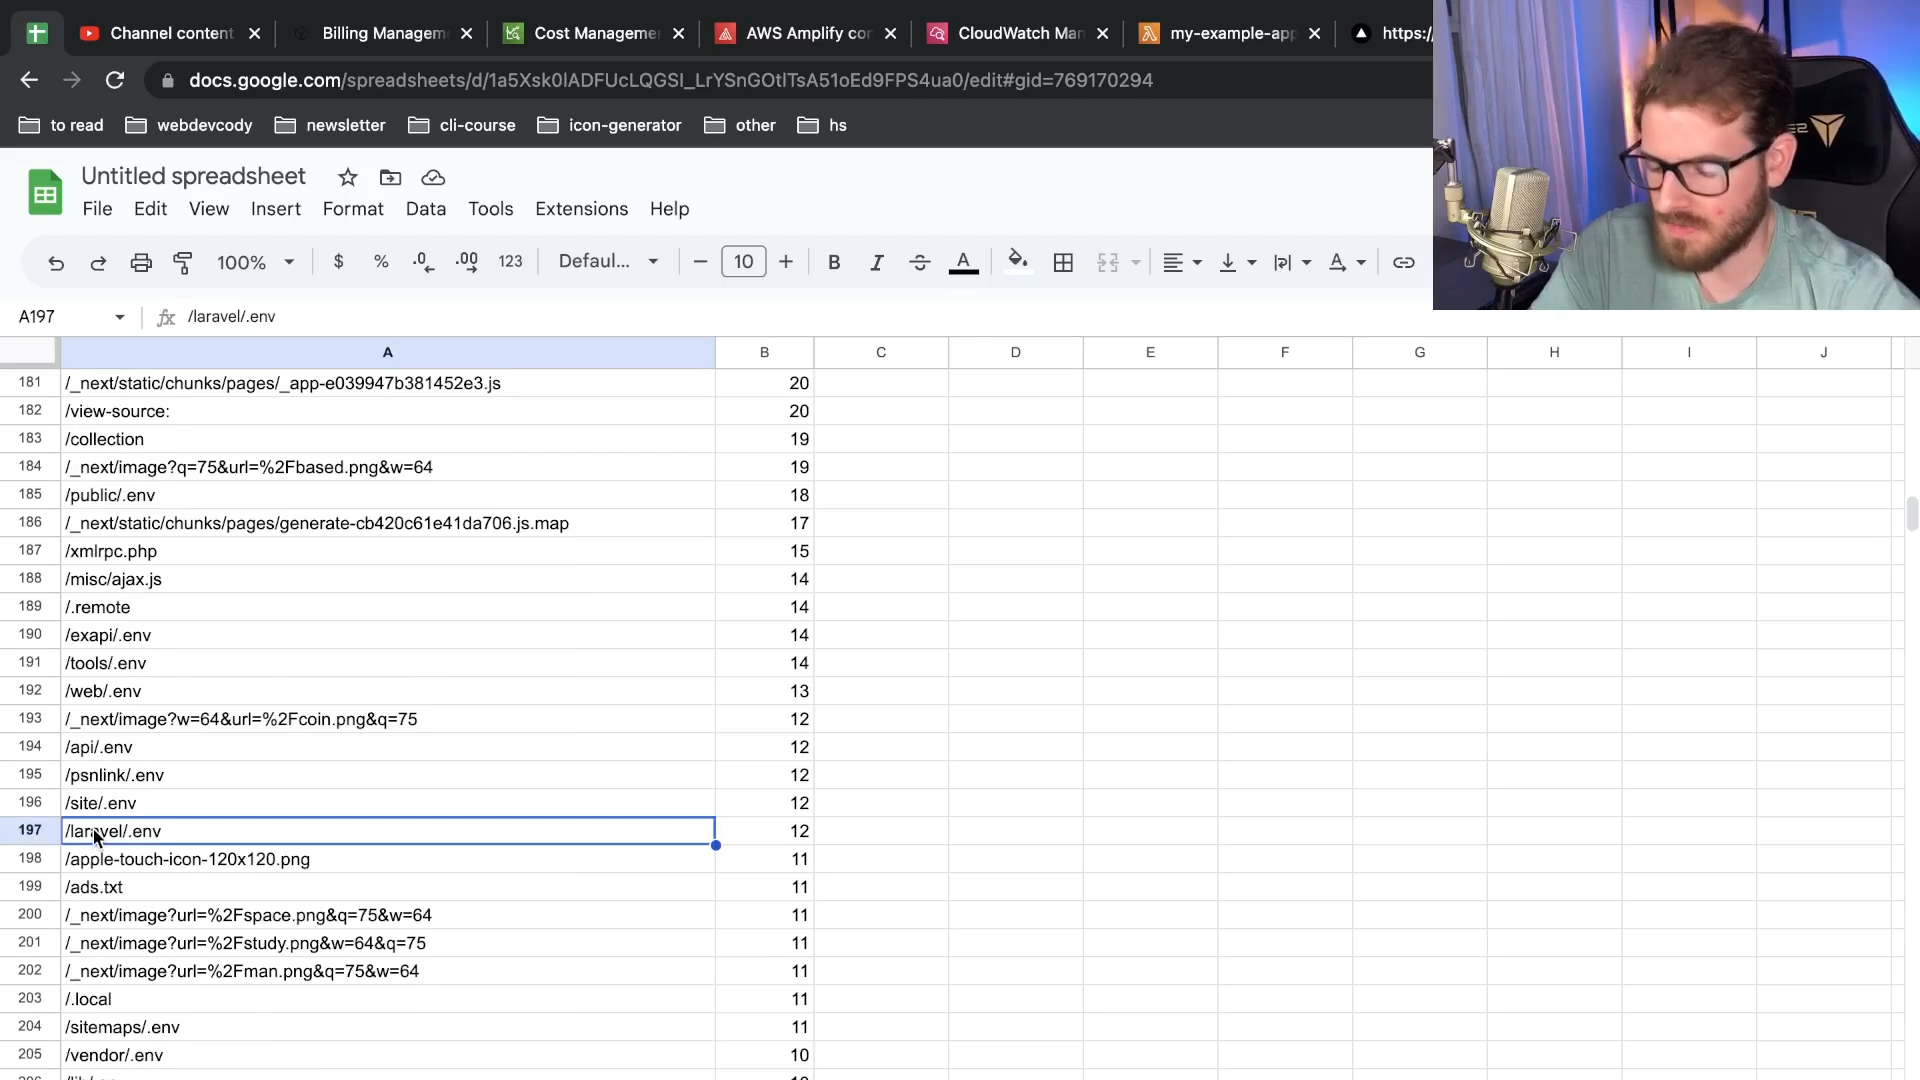 Channel content
Billing Managem
Cost Manageme
AWS Amplify co
CloudWatch Man
my-example-app
https:/
docs.google.com/spreadsheets/d/1a5Xsk0lADFUcLQGSI_LrYSnGOtlTsA51oEd9FPS4ua0/edit#gid=769170294
to read
webdevcody
newsletter
cli-course
icon-generator
other
hs
Untitled spreadsheet
File Edit View Insert Format Data Tools Extensions Help
100% $ % .0 .00 123 Defaul... 10 B I S A
A197 fx /laravel/.env
A B C D E F G H I J
181 /_next/static/chunks/pages/_app-e039947b381452e3.js 20
182 /view-source: 20
183 /collection 19
184 /_next/image?q=75&url=%2Fbased.png&w=64 19
185 /public/.env 18
186 /_next/static/chunks/pages/generate-cb420c61e41da706.js.map 17
187 /xmlrpc.php 15
188 /misc/ajax.js 14
189 /.remote 14
190 /exapi/.env 14
191 /tools/.env 14
192 /web/.env 13
193 /_next/image?w=64&url=%2Fcoin.png&q=75 12
194 /api/.env 12
195 /psnlink/.env 12
196 /site/.env 12
197 /laravel/.env 12
198 /apple-touch-icon-120x120.png 11
199 /ads.txt 11
200 /_next/image?url=%2Fspace.png&q=75&w=64 11
201 /_next/image?url=%2Fstudy.png&w=64&q=75 11
202 /_next/image?url=%2Fman.png&q=75&w=64 11
203 /.local 11
204 /sitemaps/.env 11
205 /vendor/.env 10